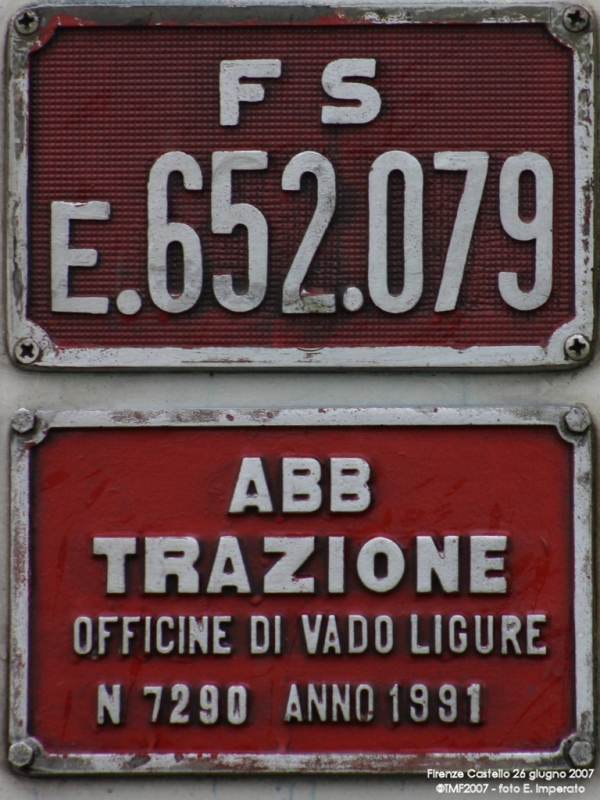 FS
E.652.079
ABB
TRAZIONE
OFFICINE DI VADO LIGURE
N 7290 ANNO 1991
Firenze Castello 26 giugno 2007
©TMF2007 - foto E. Imperato